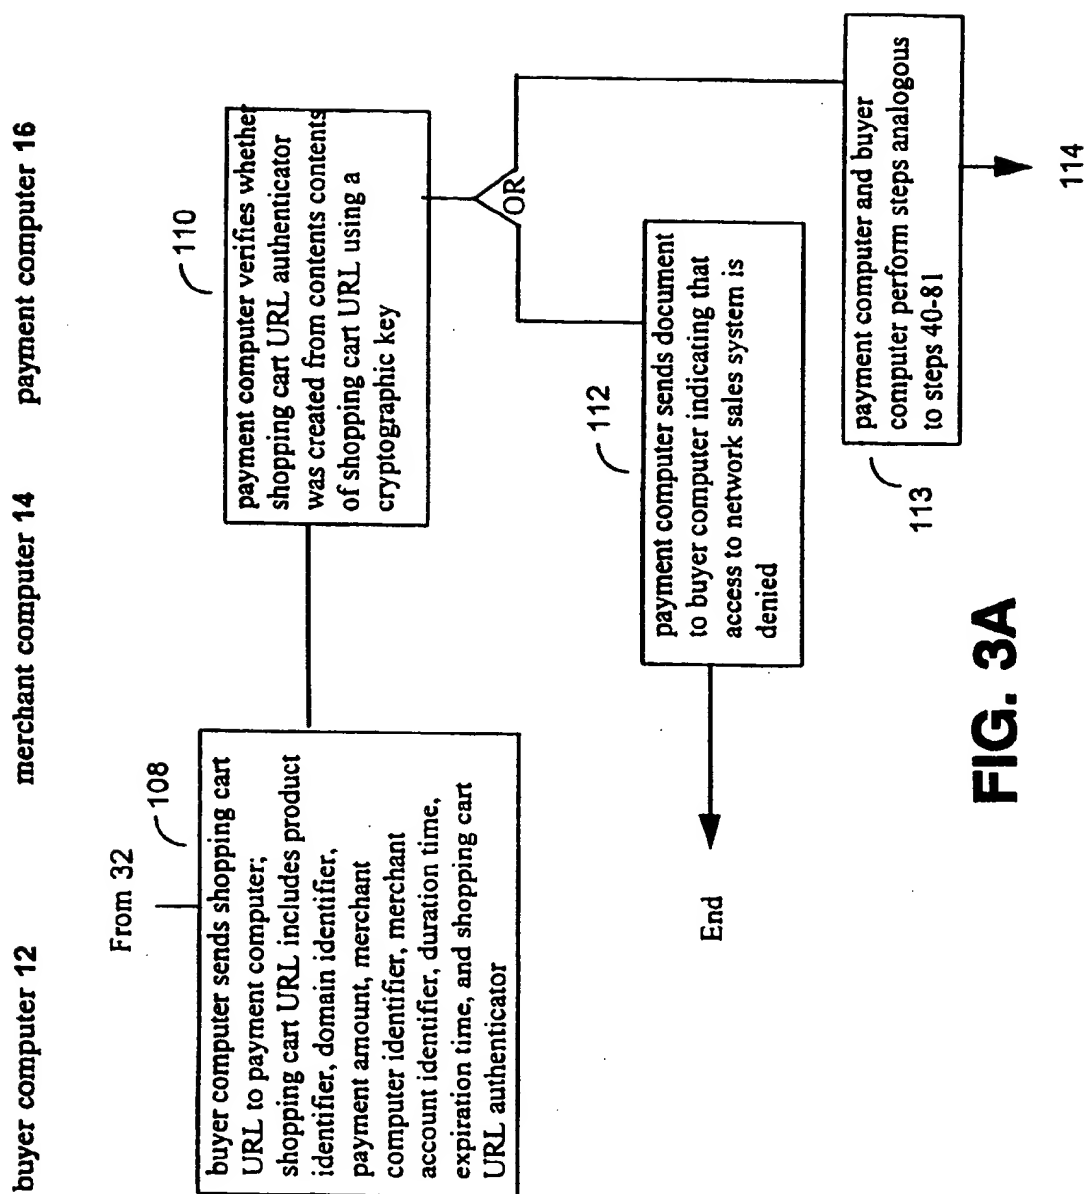 buyer computer 12
merchant computer 14
payment computer 16
From 32
108
buyer computer sends shopping cart
URL to payment computer;
shopping cart URL includes product
identifier, domain identifier,
payment amount, merchant
computer identifier, merchant
account identifier, duration time,
expiration time, and shopping cart
URL authenticator
110
payment computer verifies whether
shopping cart URL authenticator
was created from contents contents
of shopping cart URL using a
cryptographic key
OR
112
payment computer sends document
to buyer computer indicating that
access to network sales system is
denied
End
113
payment computer and buyer
computer perform steps analogous
to steps 40-81
114
FIG. 3A